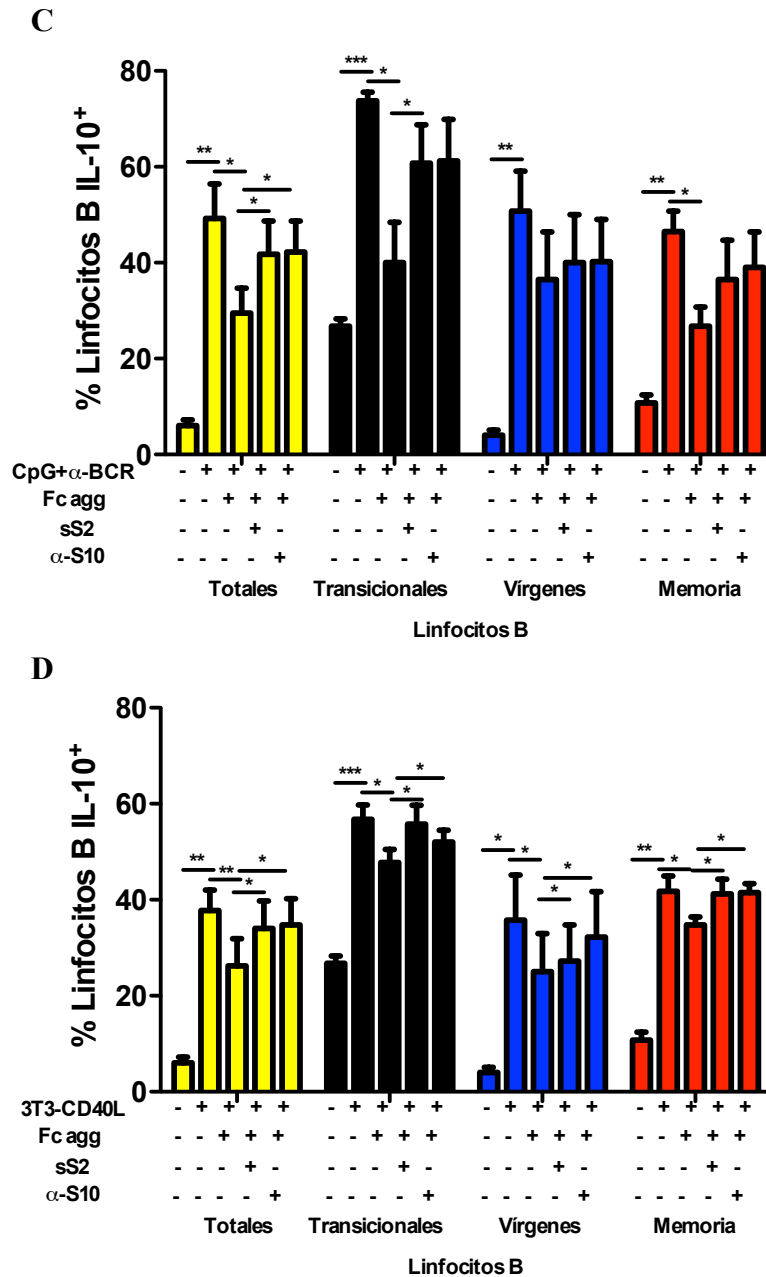 C
% Linfocitos B IL-10+
80
60
40
20
0
*** *
** * * * * ** ** *
CpG+α-BCR - + + + + - + + + + - + + + + - + + + +
Fc agg - - + + + - - + + + - - + + + - - + + +
sS2 - - - + - - - - + - - - - + - - - - + -
α-S10 - - - - + - - - - + - - - - + - - - - +
Totales Transicionales Vírgenes Memoria
Linfocitos B
D
% Linfocitos B IL-10+
80
60
40
20
0
** ** * * *** * * * * * * * ** * * *
3T3-CD40L - + + + + - + + + + - + + + + - + + + +
Fc agg - - + + + - - + + + - - + + + - - + + +
sS2 - - - + - - - - + - - - - + - - - - + -
α-S10 - - - - + - - - - + - - - - + - - - - +
Totales Transicionales Vírgenes Memoria
Linfocitos B